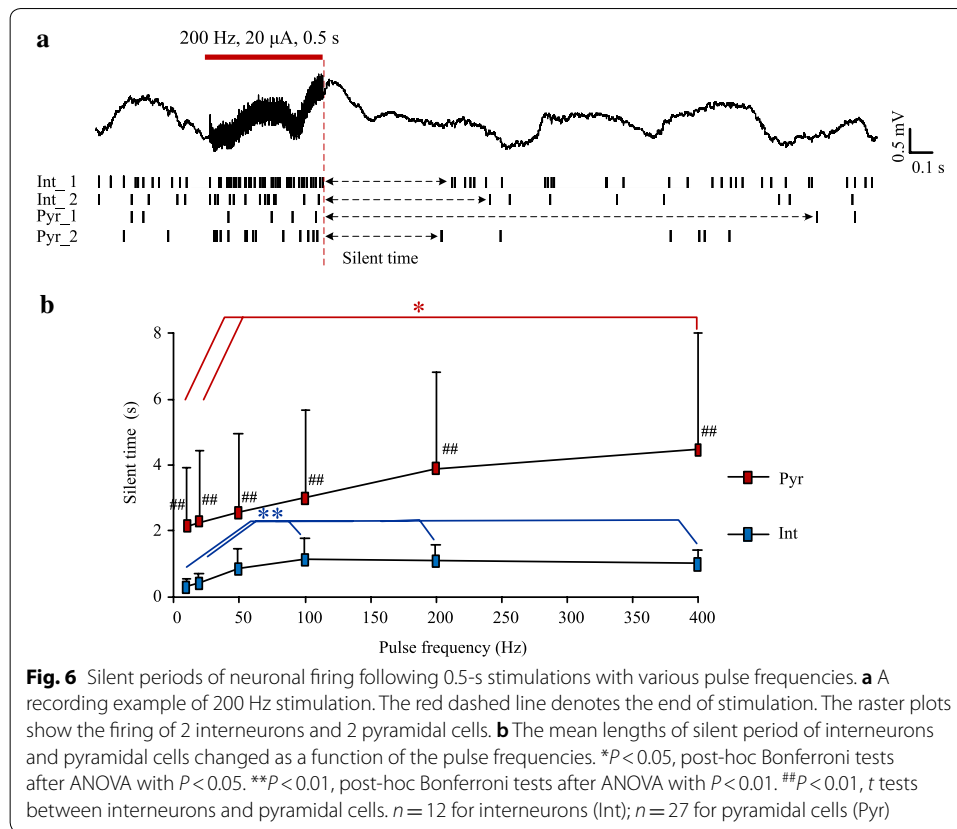 a
200 Hz, 20 μA, 0.5 s
0.5 mV
0.1 s
Int_1
Int_2
Pyr_1
Pyr_2
Silent time
b
*
8
6
4
2
0
Silent time (s)
##
##
##
##
##
##
**
Pyr
Int
0 50 100 150 200 250 300 350 400
Pulse frequency (Hz)
Fig. 6 Silent periods of neuronal firing following 0.5-s stimulations with various pulse frequencies. a A
recording example of 200 Hz stimulation. The red dashed line denotes the end of stimulation. The raster plots
show the firing of 2 interneurons and 2 pyramidal cells. b The mean lengths of silent period of interneurons
and pyramidal cells changed as a function of the pulse frequencies. *P < 0.05, post-hoc Bonferroni tests
after ANOVA with P < 0.05. **P < 0.01, post-hoc Bonferroni tests after ANOVA with P < 0.01. ##P < 0.01, t tests
between interneurons and pyramidal cells. n = 12 for interneurons (Int); n = 27 for pyramidal cells (Pyr)